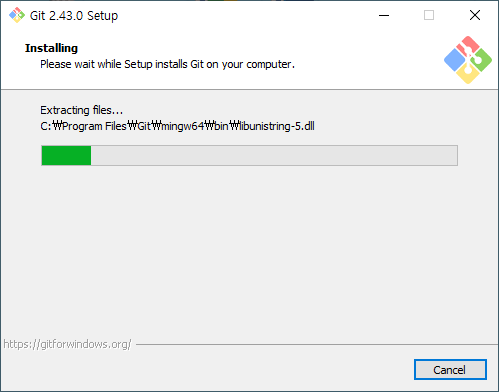 Git 2.43.0 Setup
Installing
Please wait while Setup installs Git on your computer.
Extracting files...
C:₩Program Files₩Git₩mingw64₩bin₩libunistring-5.dll
https://gitforwindows.org/
Cancel